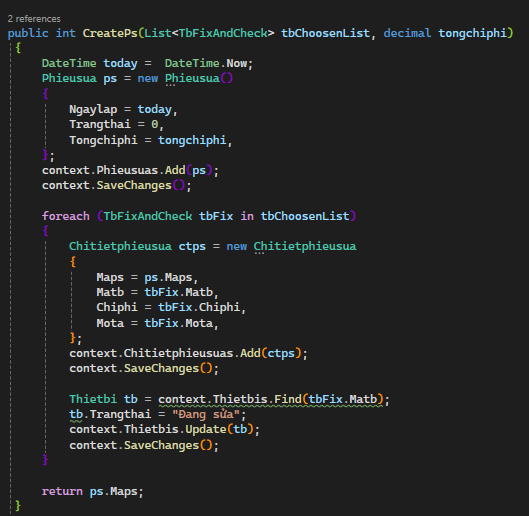 2 references
public int CreatePs(List<TbFixAndCheck> tbChoosenList, decimal tongchiphi)
{
DateTime today =  DateTime.Now;
Phieusua ps = new Phieusua()
{
Ngaylap = today,
Trangthai = 0,
Tongchiphi = tongchiphi,
};
context.Phieusuas.Add(ps);
context.SaveChanges();
foreach (TbFixAndCheck tbFix in tbChoosenList)
{
Chitietphieusua ctps = new Chitietphieusua
{
Maps = ps.Maps,
Matb = tbFix.Matb,
Chiphi = tbFix.Chiphi,
Mota = tbFix.Mota,
};
context.Chitietphieusuas.Add(ctps);
context.SaveChanges();
Thietbi tb = context.Thietbis.Find(tbFix.Matb);
tb.Trangthai = "Đang sửa";
context.Thietbis.Update(tb);
context.SaveChanges();
}
return ps.Maps;
}